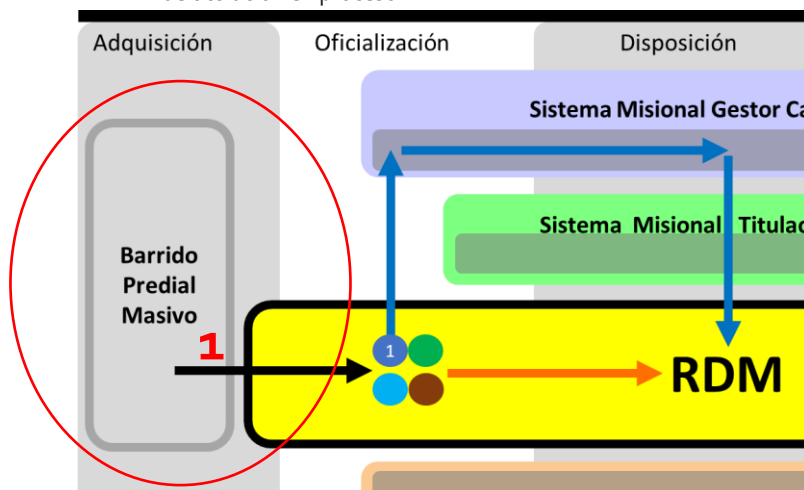 Adquisición
Oficialización
Disposición
Sistema Misional Gestor Ca
Sistema Misional Titulac
Barrido
Predial
Masivo
1
1
RDM